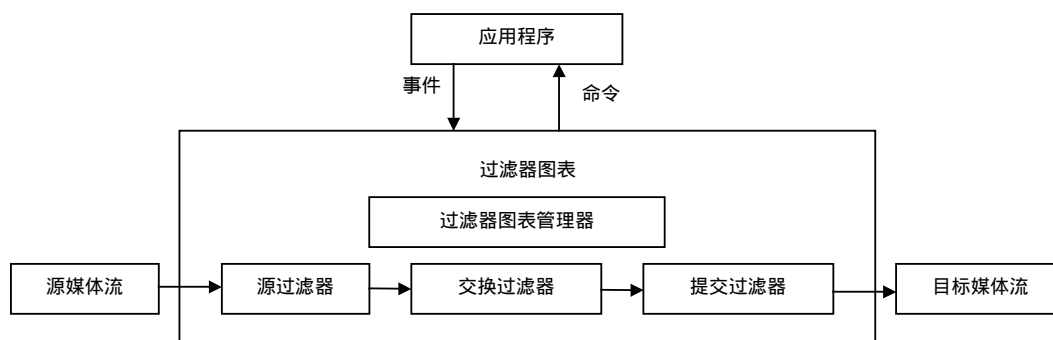 应用程序
事件
命令
过滤器图表
过滤器图表管理器
源媒体流
源过滤器
交换过滤器
提交过滤器
目标媒体流